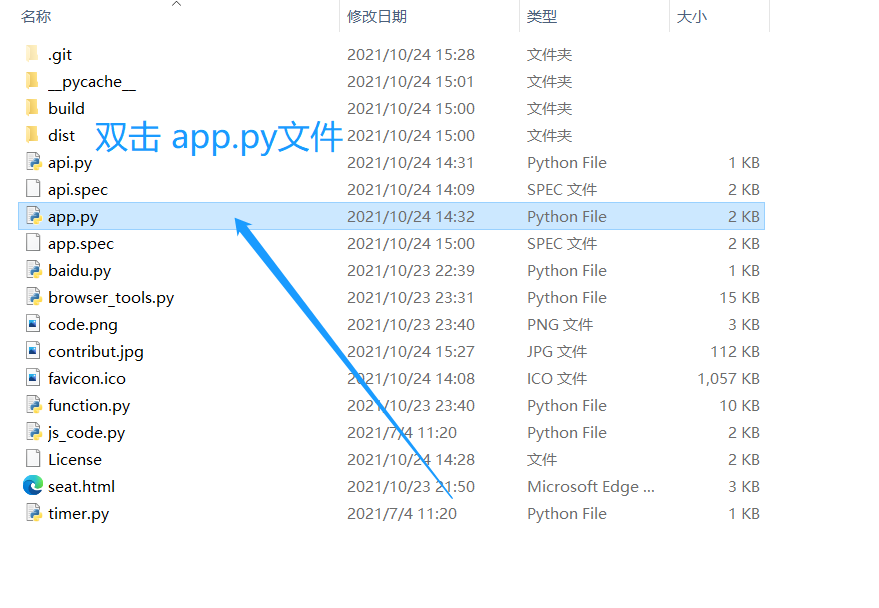 名称 修改日期 类型 大小
.git 2021/10/24 15:28 文件夹
__pycache__ 2021/10/24 15:01 文件夹
build 2021/10/24 15:00 文件夹
双击 app.py文件
dist 2021/10/24 15:00 文件夹
api.py 2021/10/24 14:31 Python File 1 KB
api.spec 2021/10/24 14:09 SPEC 文件 2 KB
app.py 2021/10/24 14:32 Python File 2 KB
app.spec 2021/10/24 15:00 SPEC 文件 2 KB
baidu.py 2021/10/23 22:39 Python File 1 KB
browser_tools.py 2021/10/23 23:31 Python File 15 KB
code.png 2021/10/23 23:40 PNG 文件 3 KB
contribut.jpg 2021/10/24 15:27 JPG 文件 112 KB
favicon.ico 2021/10/24 14:08 ICO 文件 1,057 KB
function.py 2021/10/23 23:40 Python File 10 KB
js_code.py 2021/7/4 11:20 Python File 2 KB
License 2021/10/24 14:28 文件 2 KB
seat.html 2021/10/23 21:50 Microsoft Edge ... 3 KB
timer.py 2021/7/4 11:20 Python File 1 KB